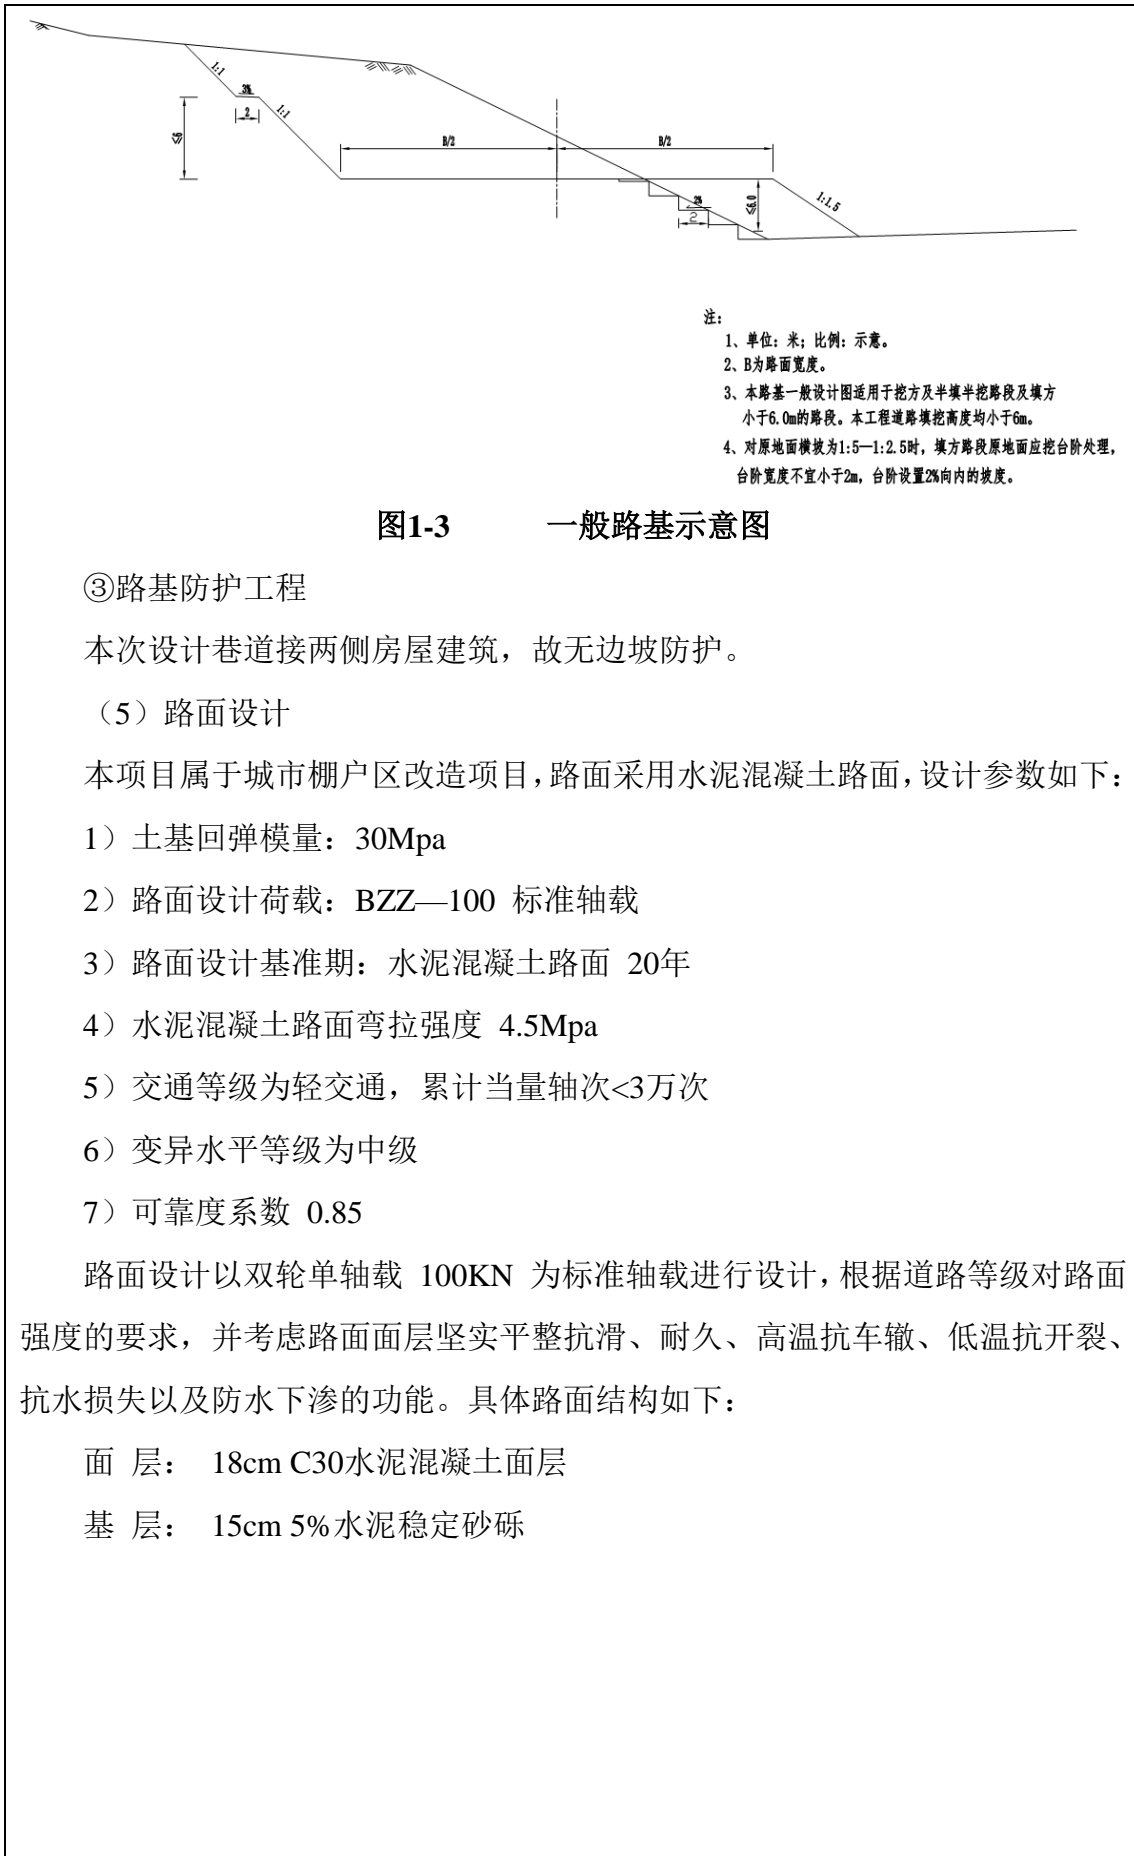 1:1
3%
2
1:1
≤6
B/2
B/2
2%
2
≤6.0
1:1.5
注：
1、单位：米；比例：示意。
2、B为路面宽度。
3、本路基一般设计图适用于挖方及半填半挖路段及填方
小于6.0m的路段。本工程道路填挖高度均小于6m。
4、对原地面横坡为1:5—1:2.5时，填方路段原地面应挖台阶处理，
台阶宽度不宜小于2m，台阶设置2%向内的坡度。
图1-3 一般路基示意图
③路基防护工程
本次设计巷道接两侧房屋建筑，故无边坡防护。
（5）路面设计
本项目属于城市棚户区改造项目，路面采用水泥混凝土路面，设计参数如下：
1）土基回弹模量：30Mpa
2）路面设计荷载：BZZ—100 标准轴载
3）路面设计基准期：水泥混凝土路面 20年
4）水泥混凝土路面弯拉强度 4.5Mpa
5）交通等级为轻交通，累计当量轴次<3万次
6）变异水平等级为中级
7）可靠度系数 0.85
路面设计以双轮单轴载 100KN 为标准轴载进行设计，根据道路等级对路面
强度的要求，并考虑路面面层坚实平整抗滑、耐久、高温抗车辙、低温抗开裂、
抗水损失以及防水下渗的功能。具体路面结构如下：
面 层： 18cm C30水泥混凝土面层
基 层： 15cm 5%水泥稳定砂砾